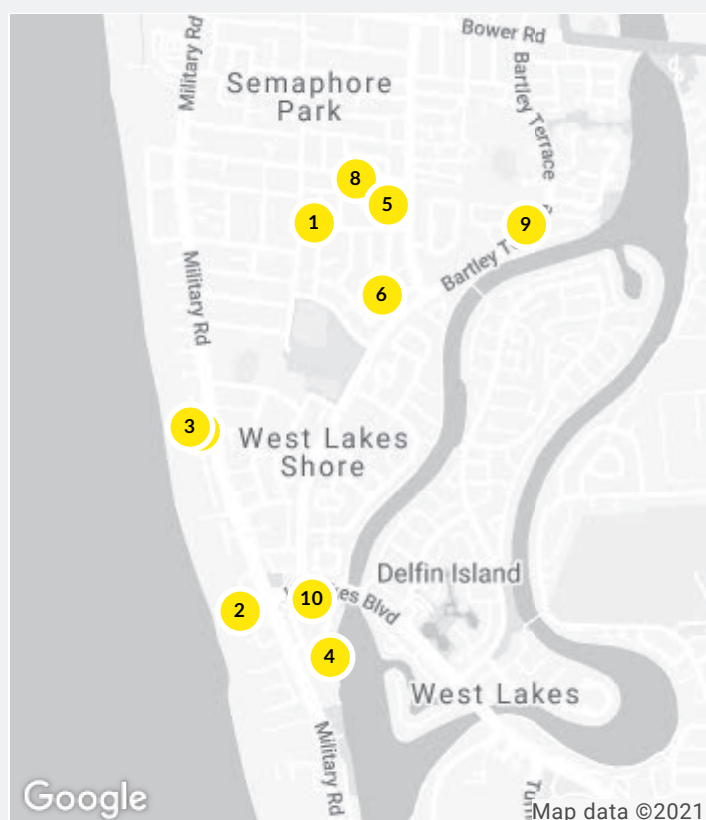 Bower Rd
Military Rd
Bartley Terrace
Semaphore
Park
8
5
1
9
Bartley
6
Military Rd
3
West Lakes
Shore
Delfin Island
10
Blvd
2
4
West Lakes
Military Rd
Google
Map data ©2021